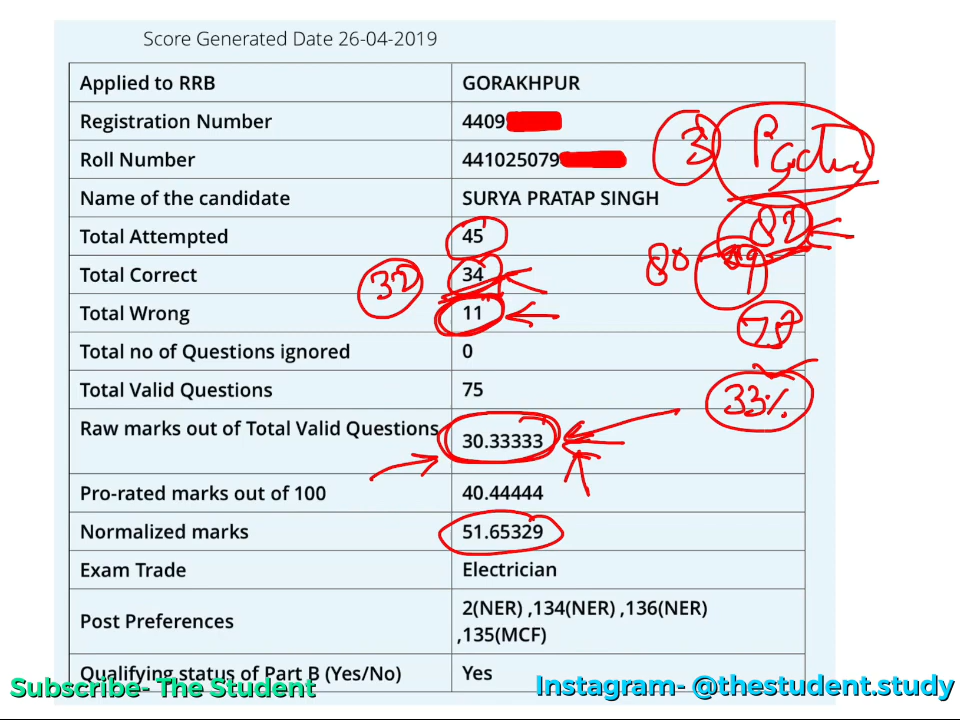 Score Generated Date 26-04-2019
Applied to RRB GORAKHPUR
Registration Number 4409
Roll Number 441025079
Name of the candidate SURYA PRATAP SINGH
Total Attempted 45
Total Correct 34
Total Wrong 11
Total no of Questions ignored 0
Total Valid Questions 75
Raw marks out of Total Valid Questions 30.33333
Pro-rated marks out of 100 40.44444
Normalized marks 51.65329
Exam Trade Electrician
Post Preferences 2(NER) ,134(NER) ,136(NER)
,135(MCF)
Qualifying status of Part B (Yes/No) Yes
3
82
80
32
78
33%
Subscribe- The Student
Instagram- @thestudent.study